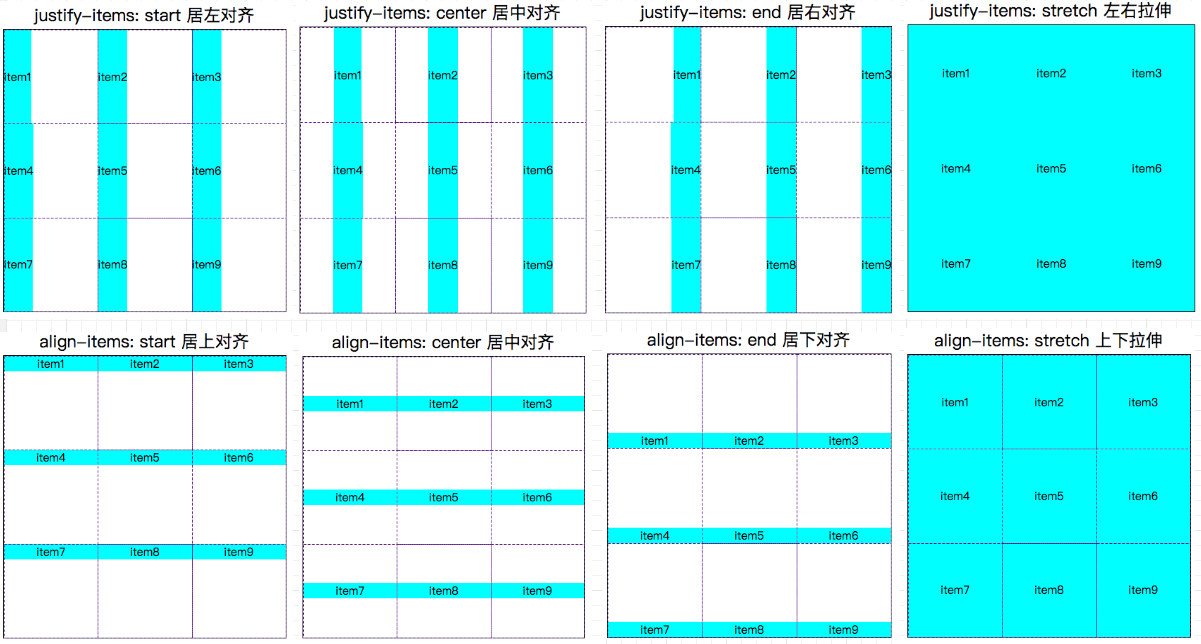 justify-items: start 居左对齐
item1 item2 item3
item4 item5 item6
item7 item8 item9
justify-items: center 居中对齐
item1 item2 item3
item4 item5 item6
item7 item8 item9
justify-items: end 居右对齐
item1 item2 item3
item4 item5 item6
item7 item8 item9
justify-items: stretch 左右拉伸
item1 item2 item3
item4 item5 item6
item7 item8 item9
align-items: start 居上对齐
item1 item2 item3
item4 item5 item6
item7 item8 item9
align-items: center 居中对齐
item1 item2 item3
item4 item5 item6
item7 item8 item9
align-items: end 居下对齐
item1 item2 item3
item4 item5 item6
item7 item8 item9
align-items: stretch 上下拉伸
item1 item2 item3
item4 item5 item6
item7 item8 item9